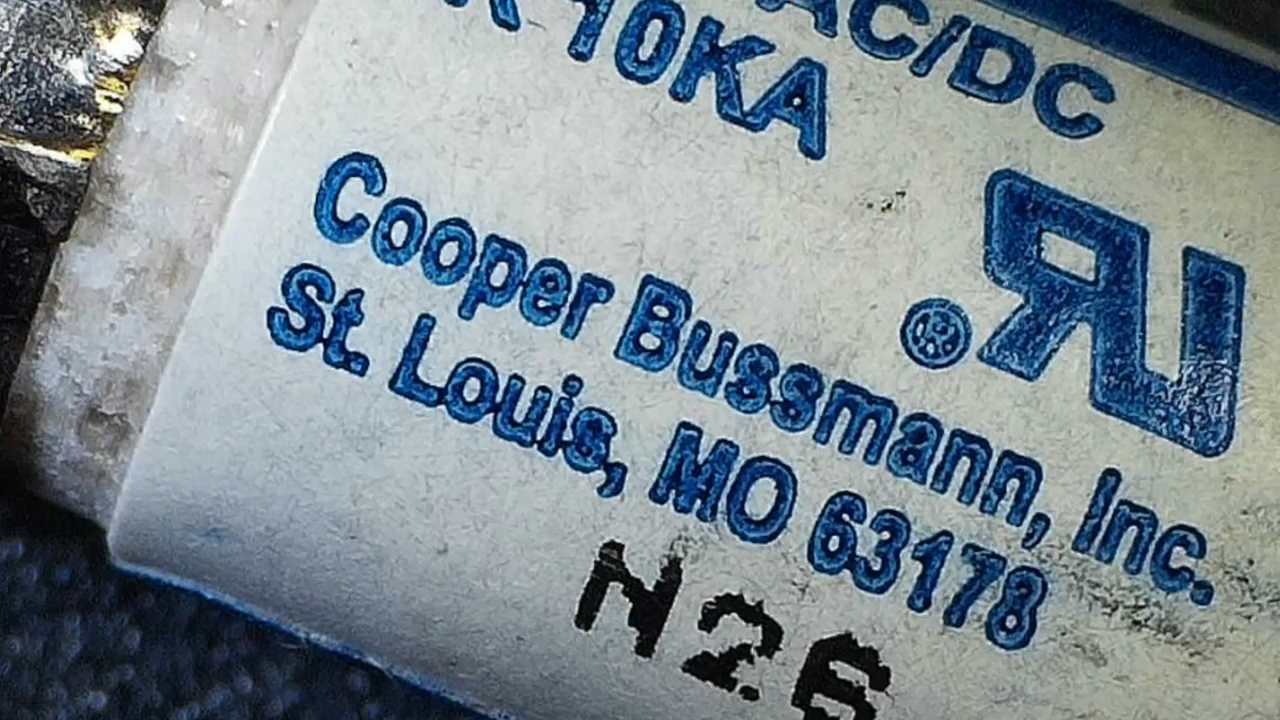 AC/DC
10KA
Cooper Bussmann, Inc.
St. Louis, MO 63178
N26